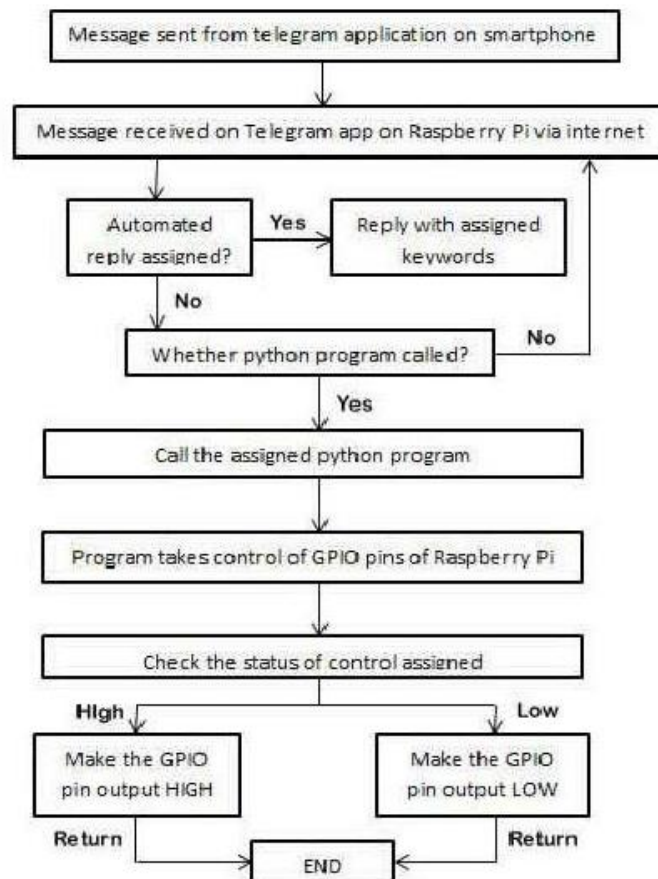 Message sent from telegram application on smartphone
Message received on Telegram app on Raspberry Pi via internet
Automated
reply assigned?
Yes
Reply with assigned
keywords
No
Whether python program called?
No
Yes
Call the assigned python program
Program takes control of GPIO pins of Raspberry Pi
Check the status of control assigned
HIgh
Low
Make the GPIO
pin output HIGH
Make the GPIO
pin output LOW
Return
Return
END